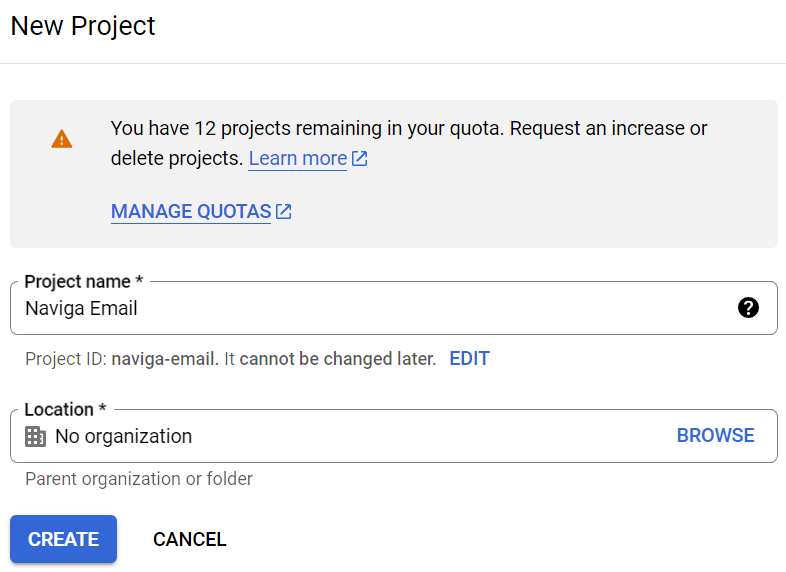 New Project
You have 12 projects remaining in your quota. Request an increase or
delete projects. Learn more
MANAGE QUOTAS
Project name *
Naviga Email
Project ID: naviga-email. It cannot be changed later. EDIT
Location *
No organization BROWSE
Parent organization or folder
CREATE CANCEL